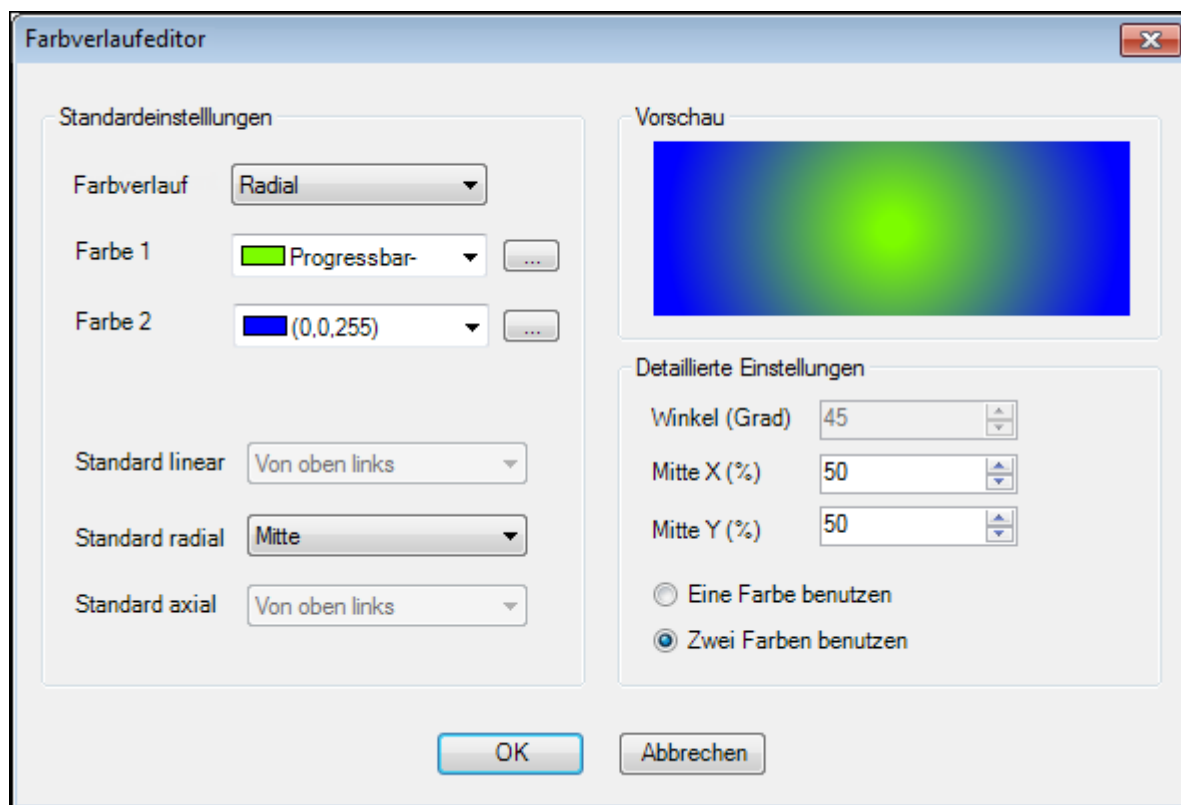 Farbverlaufeditor
Standardeinstelllungen
Farbverlauf
Radial
Farbe 1
Progressbar-
...
Farbe 2
(0,0,255)
...
Standard linear
Von oben links
Standard radial
Mitte
Standard axial
Von oben links
Vorschau
Detaillierte Einstellungen
Winkel (Grad)
45
Mitte X (%)
50
Mitte Y (%)
50
Eine Farbe benutzen
Zwei Farben benutzen
OK
Abbrechen